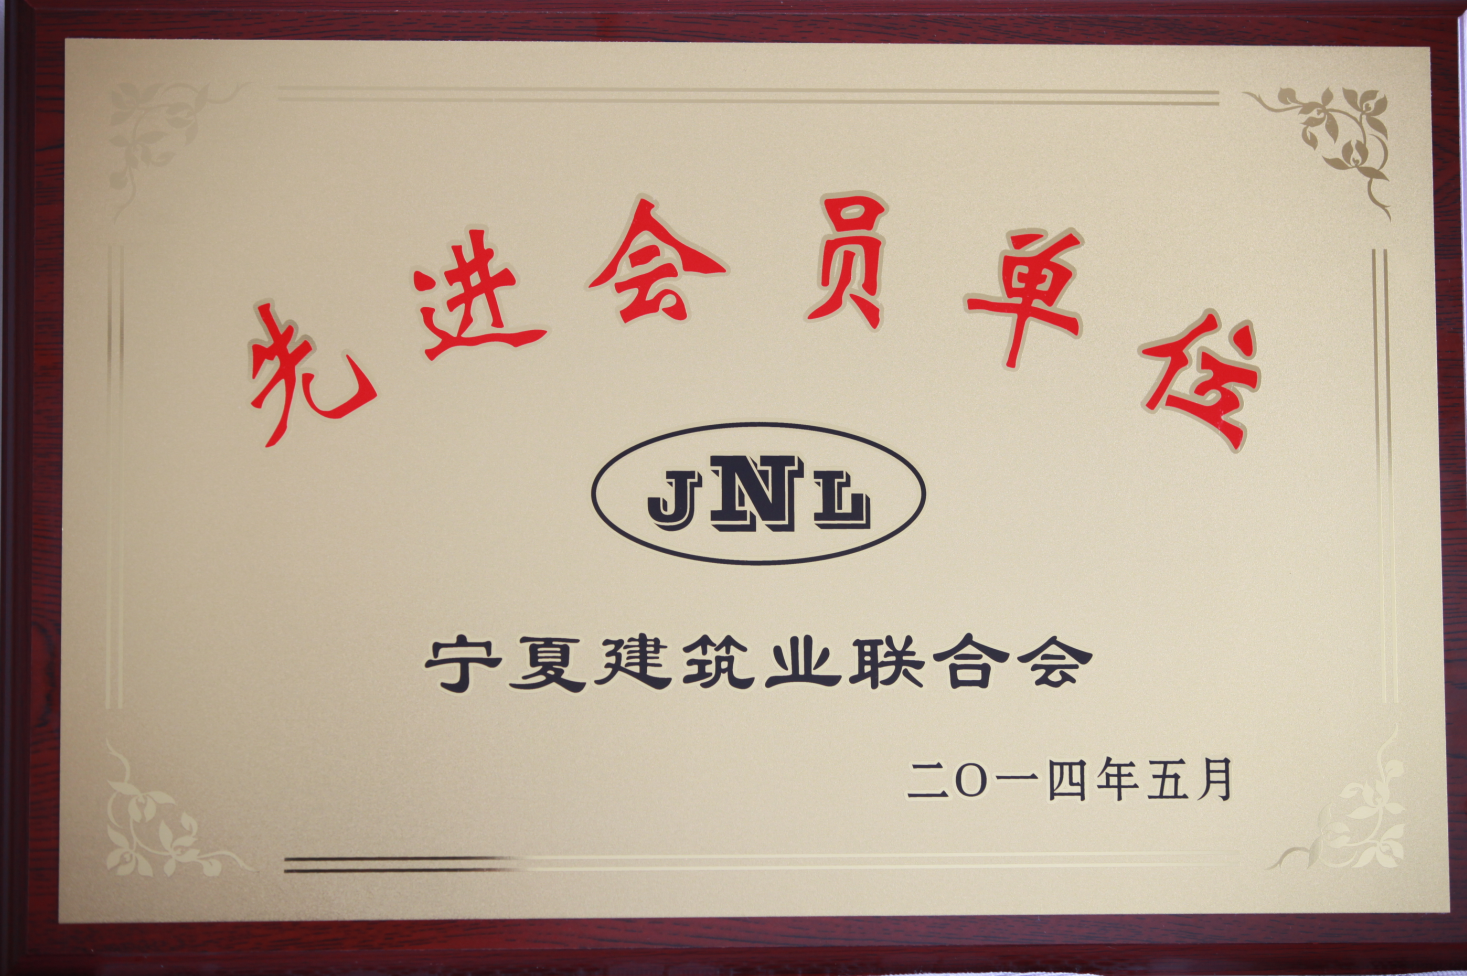 先进会员单位
JNL
宁夏建筑业联合会
二〇一四年五月